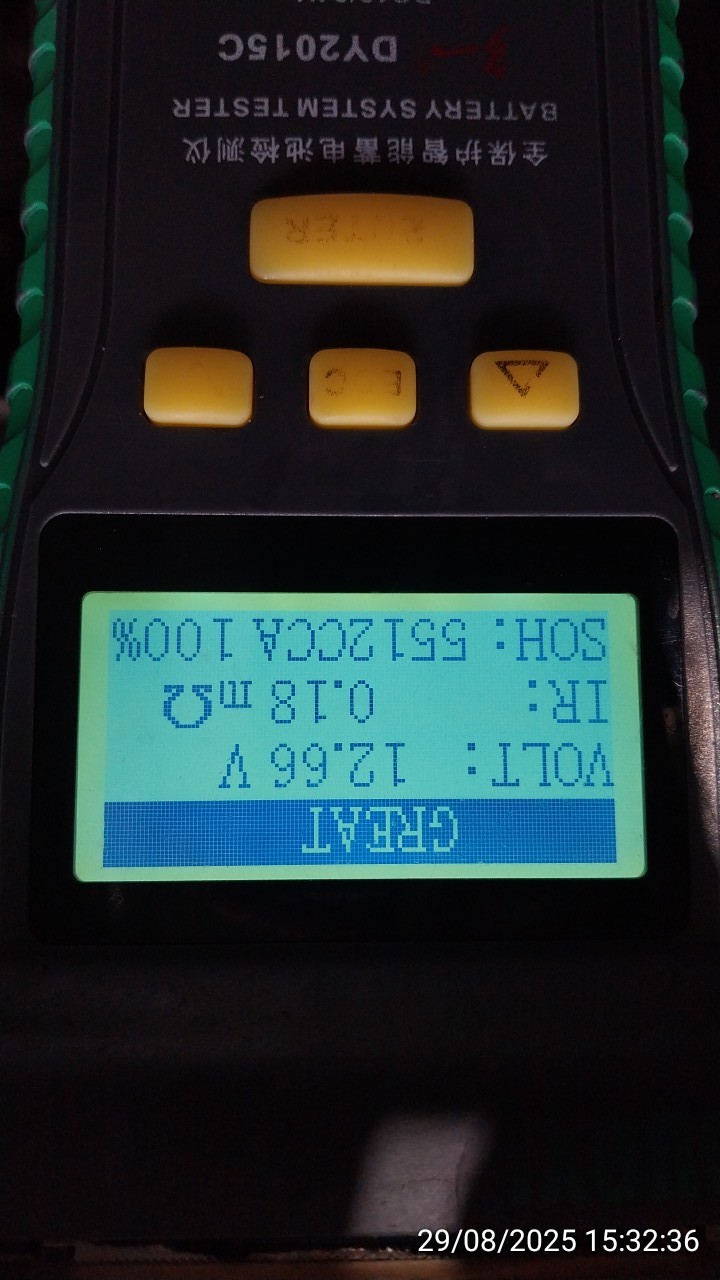 GREAT
VOLT: 12.66 V
IR: 0.18 mΩ
SOH: 5512CCA 100%
全保护智能蓄电池检测仪
BATTERY SYSTEM TESTER
DY2015C
29/08/2025 15:32:36